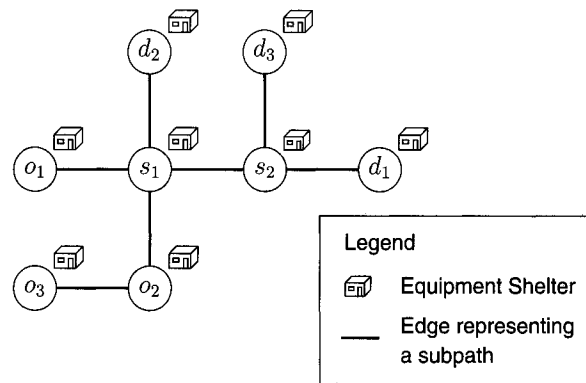 d₂
d₃
o₁
s₁
s₂
d₁
o₃
o₂
Legend
Equipment Shelter
Edge representing
a subpath